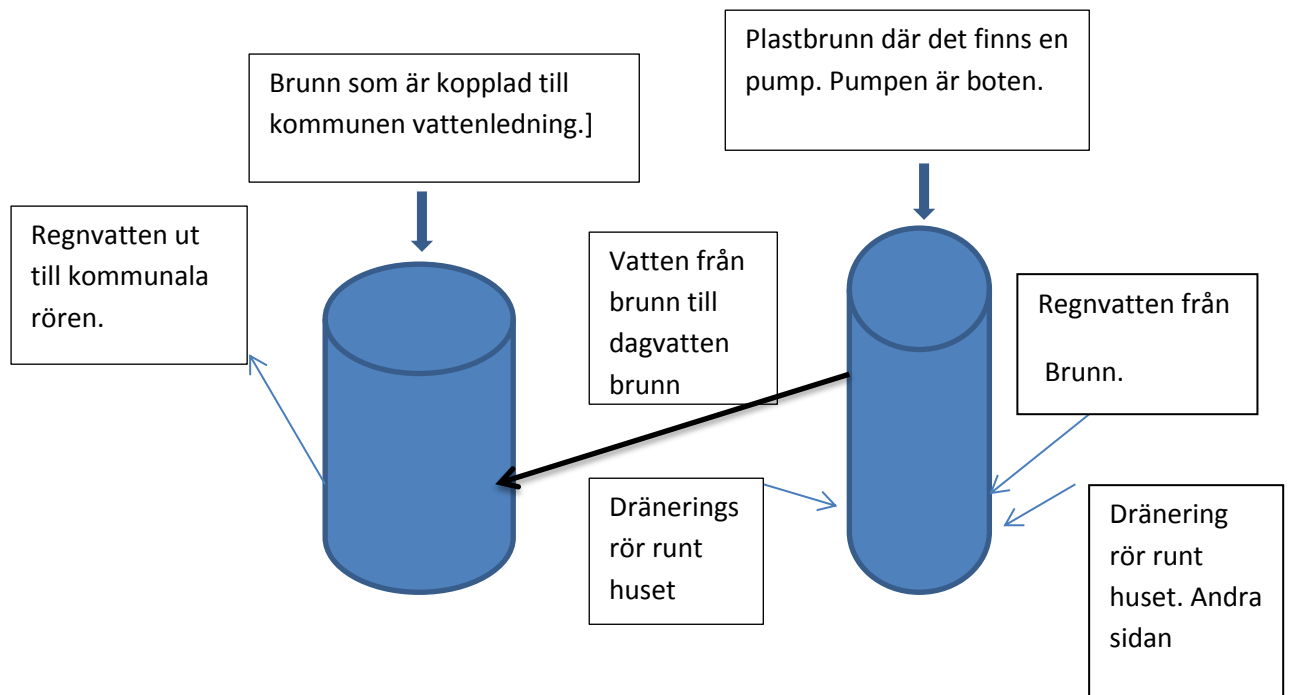 Brunn som är kopplad till
kommunen vattenledning.]
Plastbrunn där det finns en
pump. Pumpen är boten.
Regnvatten ut
till kommunala
rören.
Vatten från
brunn till
dagvatten
brunn
Regnvatten från
Brunn.
Dränerings
rör runt
huset
Dränering
rör runt
huset. Andra
sidan